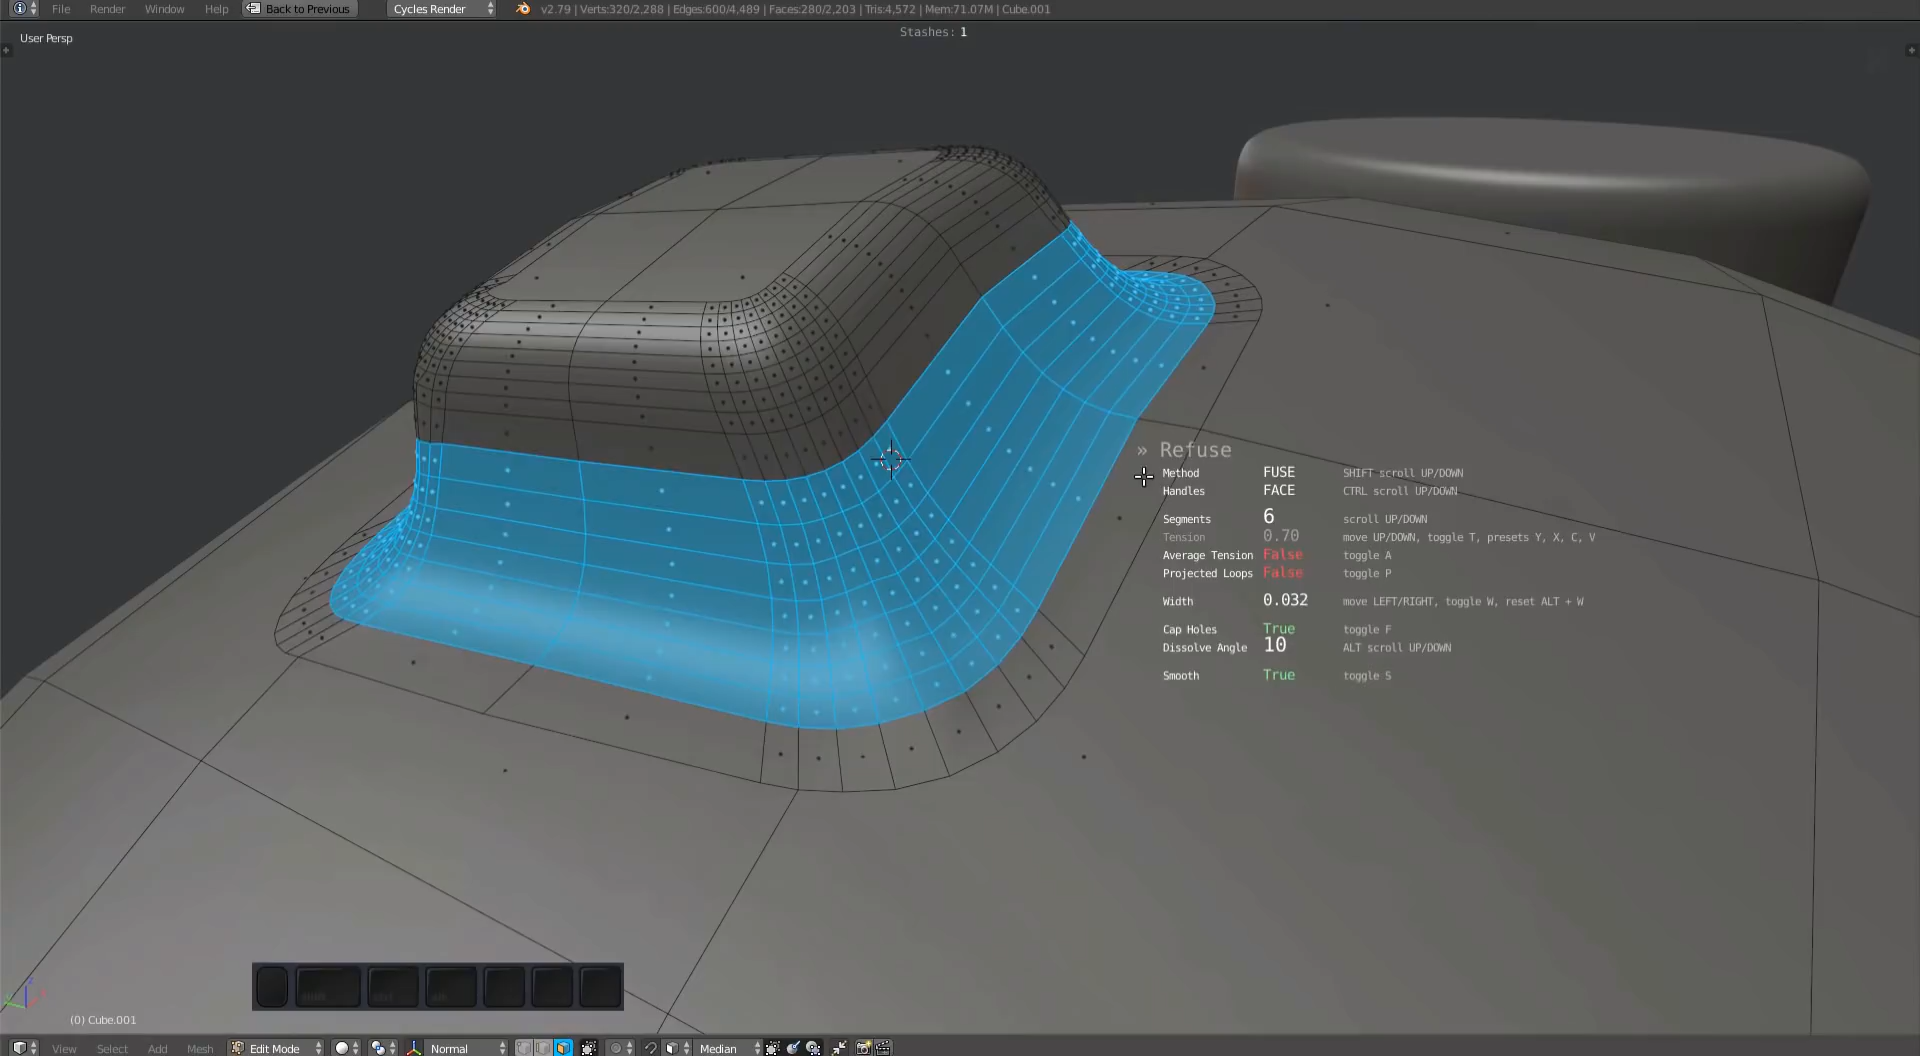 File Render Window Help Back to Previous Cycles Render v2.79 | Verts:320/2,288 | Edges:600/4,489 | Faces:280/2,203 | Tris:4,572 | Mem:71.07M | Cube.001
Stashes: 1
User Persp
» Refuse
Method FUSE SHIFT scroll UP/DOWN
Handles FACE CTRL scroll UP/DOWN
Segments 6 scroll UP/DOWN
Tension 0.70 move UP/DOWN, toggle T, presets Y, X, C, V
Average Tension False toggle A
Projected Loops False toggle P
Width 0.032 move LEFT/RIGHT, toggle W, reset ALT + W
Cap Holes True toggle F
Dissolve Angle 10 ALT scroll UP/DOWN
Smooth True toggle S
(0) Cube.001
View Select Add Mesh Edit Mode Normal Median